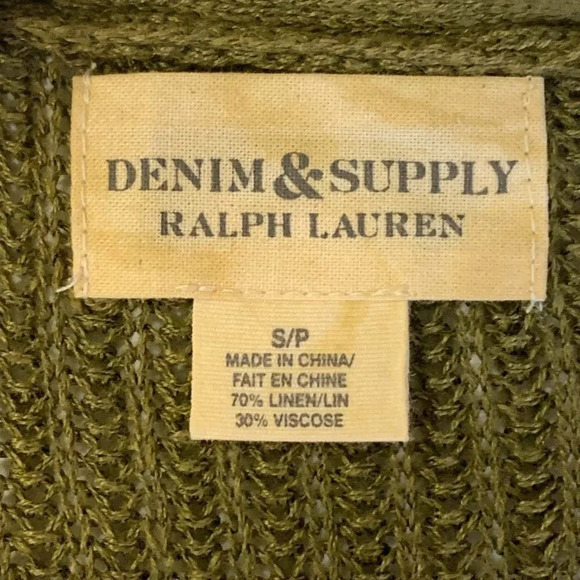 DENIM & SUPPLY
RALPH LAUREN
S/P
MADE IN CHINA/
FAIT EN CHINE
70% LINEN/LIN
30% VISCOSE